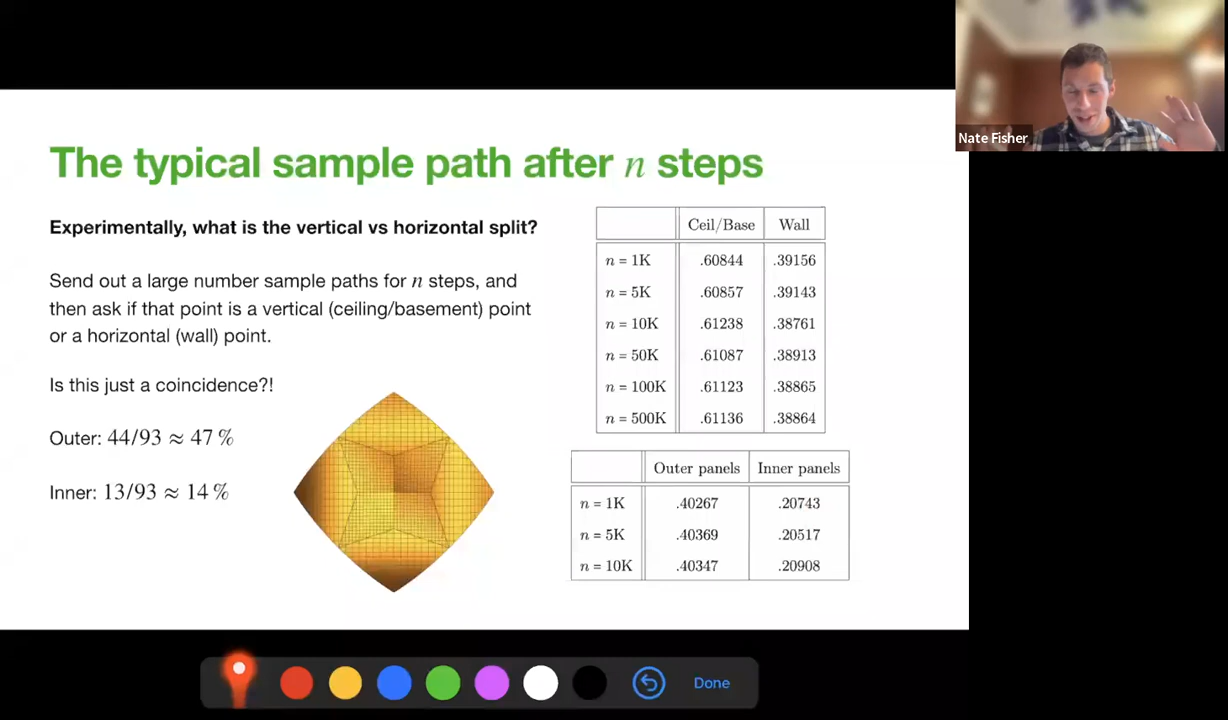 The typical sample path after n steps
Experimentally, what is the vertical vs horizontal split?
Send out a large number sample paths for n steps, and
then ask if that point is a vertical (ceiling/basement) point
or a horizontal (wall) point.
Is this just a coincidence?!
Outer: 44/93 ≈ 47 %
Inner: 13/93 ≈ 14 %
Ceil/Base Wall
n = 1K .60844 .39156
n = 5K .60857 .39143
n = 10K .61238 .38761
n = 50K .61087 .38913
n = 100K .61123 .38865
n = 500K .61136 .38864
Outer panels Inner panels
n = 1K .40267 .20743
n = 5K .40369 .20517
n = 10K .40347 .20908
Nate Fisher
Done